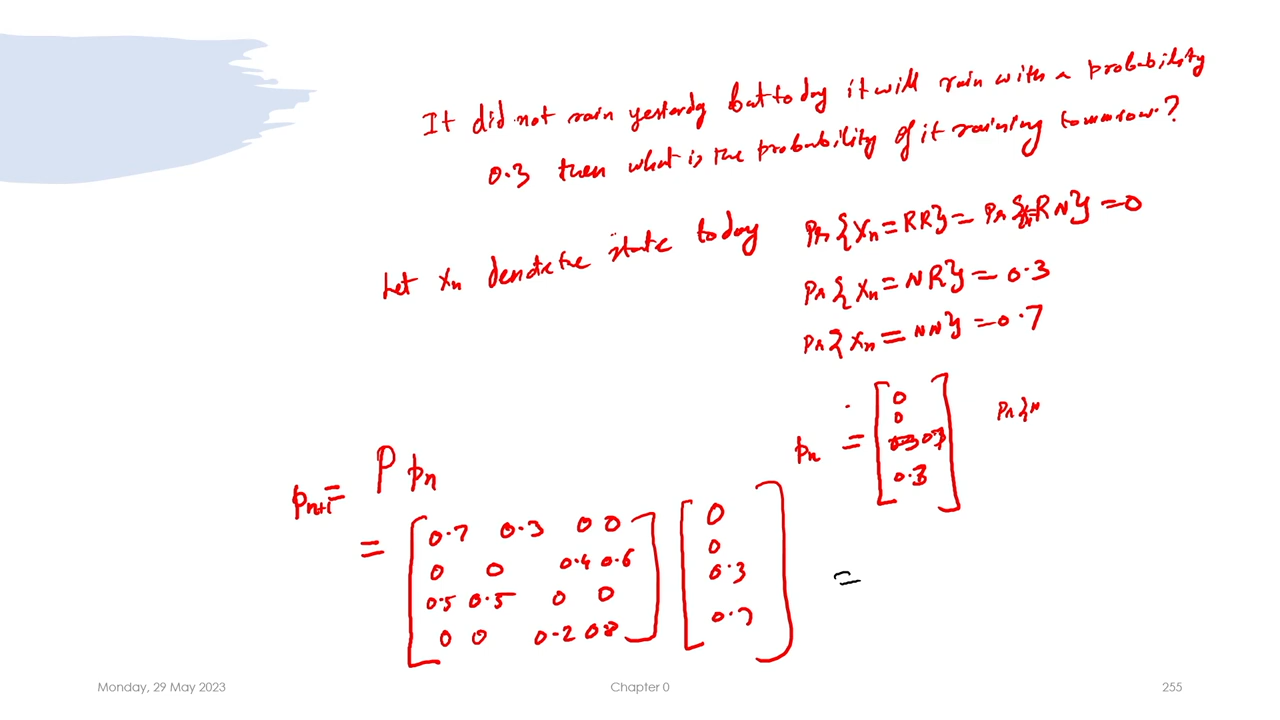 It did not rain yesterday but today it will rain with a probability
0.3 then what is the probability of it raining tomorrow?
Let Xn denote the state today
Pr{Xn = RR} = Pr{RN} = 0
Pr{Xn = NR} = 0.3
Pr{Xn = NN} = 0.7
pn = [0
0
0.3
0.3]
Pr{N
pn+1 = P pn
= [0.7 0.3 0 0
0 0 0.4 0.6
0.5 0.5 0 0
0 0 0.2 0.8] [0
0
0.3
0.7] =
Monday, 29 May 2023
Chapter 0
255